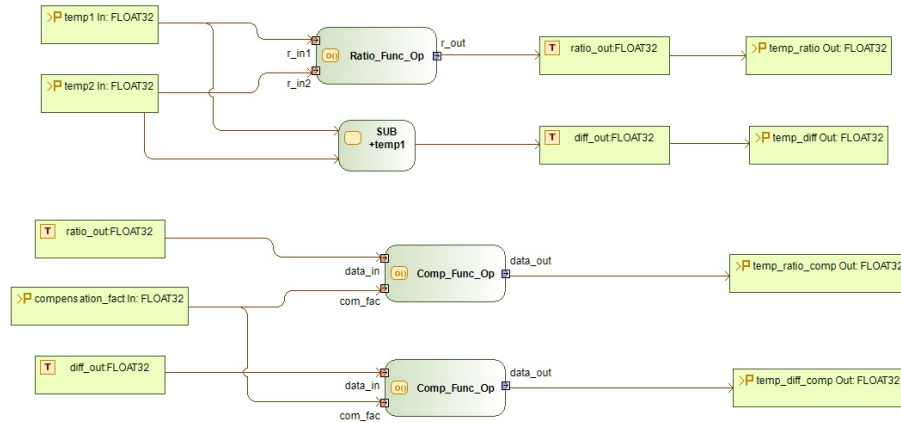 temp1 In: FLOAT32
r_in1
O() Ratio_Func_Op
r_out
T ratio_out:FLOAT32
temp_ratio Out: FLOAT32
temp2 In: FLOAT32
r_in2
SUB
+temp1
T diff_out:FLOAT32
temp_diff Out: FLOAT32
T ratio_out:FLOAT32
data_in
O() Comp_Func_Op
data_out
temp_ratio_comp Out: FLOAT32
compensation_fact In: FLOAT32
com_fac
T diff_out:FLOAT32
data_in
O() Comp_Func_Op
data_out
temp_diff_comp Out: FLOAT32
com_fac